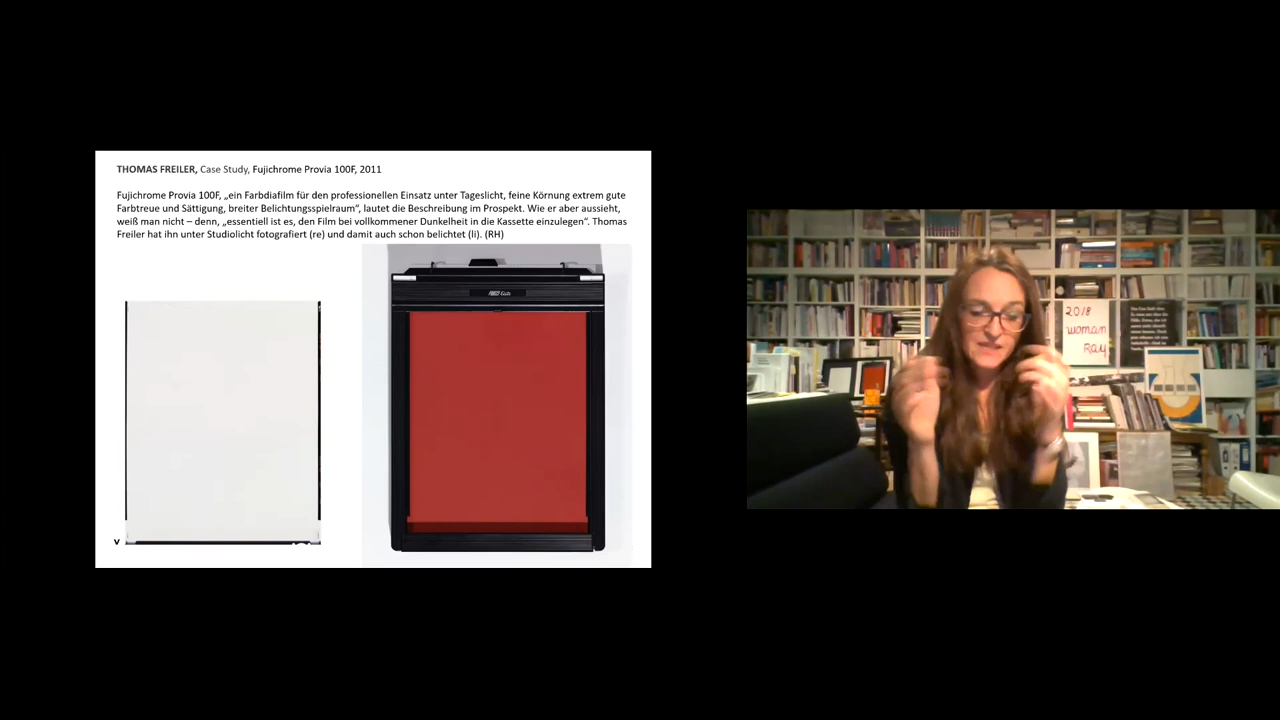 THOMAS FREILER, Case Study, Fujichrome Provia 100F, 2011
Fujichrome Provia 100F, „ein Farbdiafilm für den professionellen Einsatz unter Tageslicht, feine Körnung extrem gute
Farbtreue und Sättigung, breiter Belichtungsspielraum“, lautet die Beschreibung im Prospekt. Wie er aber aussieht,
weiß man nicht – denn, „essentiell ist es, den Film bei vollkommener Dunkelheit in die Kassette einzulegen“. Thomas
Freiler hat ihn unter Studiolicht fotografiert (re) und damit auch schon belichtet (li). (RH)
v
2018
woman
Ray